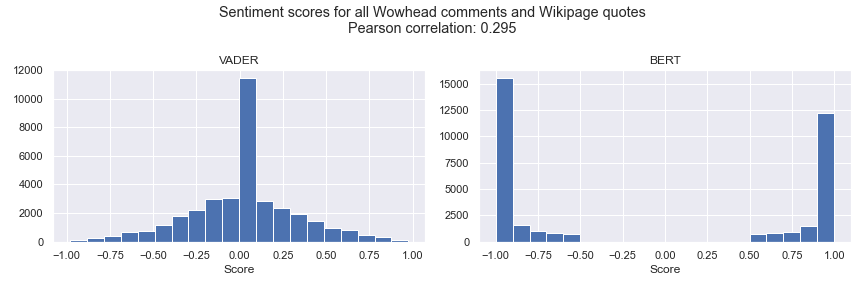 Sentiment scores for all Wowhead comments and Wikipage quotes
Pearson correlation: 0.295
VADER
12000
10000
8000
6000
4000
2000
0
−1.00 −0.75 −0.50 −0.25 0.00 0.25 0.50 0.75 1.00
Score
BERT
15000
12500
10000
7500
5000
2500
0
−1.00 −0.75 −0.50 −0.25 0.00 0.25 0.50 0.75 1.00
Score